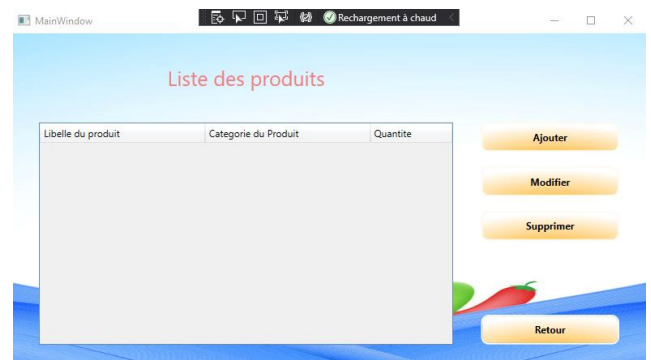 MainWindow
Rechargement à chaud
Liste des produits
Libelle du produit Categorie du Produit Quantite
Ajouter
Modifier
Supprimer
Retour